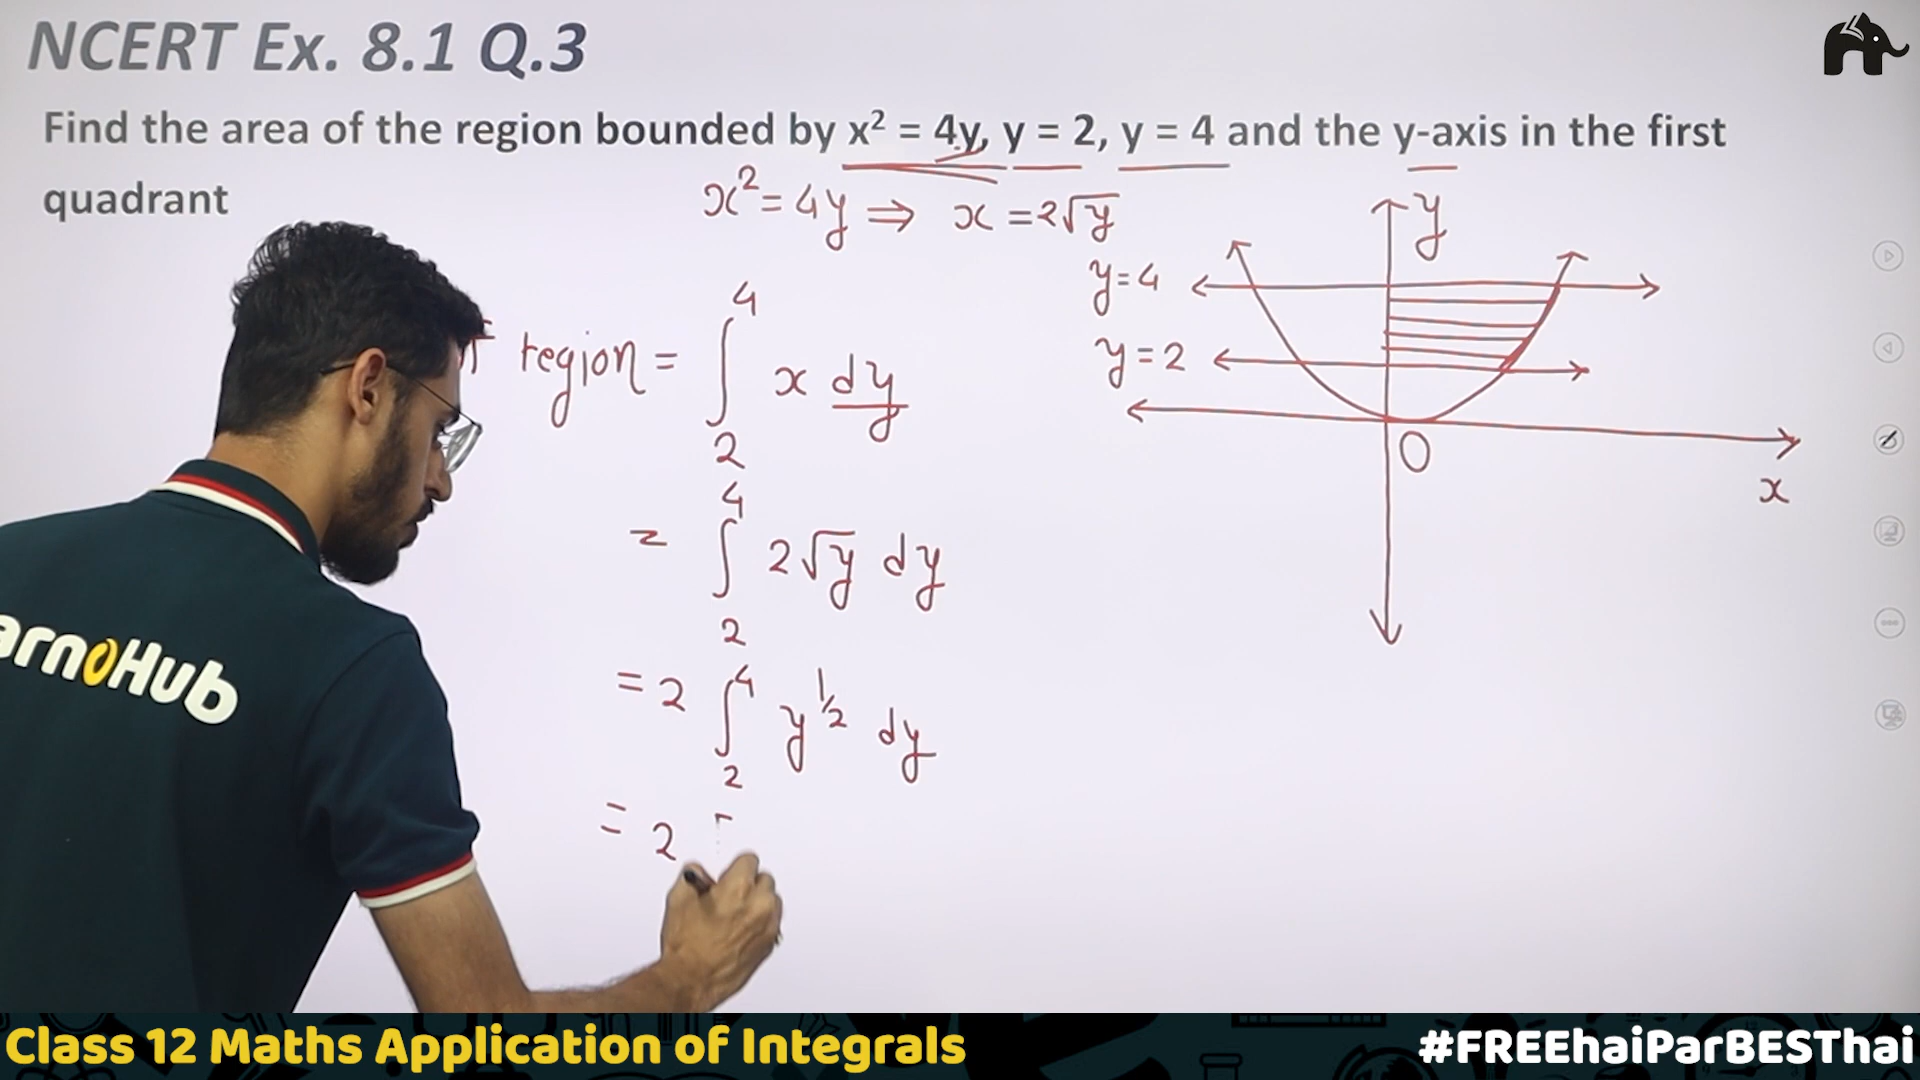 NCERT Ex. 8.1 Q.3
Find the area of the region bounded by x² = 4y, y = 2, y = 4 and the y-axis in the first
quadrant
x² = 4y ⇒ x = 2√y
region = ∫₂⁴ x dy
= ∫₂⁴ 2√y dy
= 2 ∫₂⁴ y^1/2 dy
= 2 [
y
y=4
y=2
O
x
arnoHub
Class 12 Maths Application of Integrals
#FREEhaiParBESThai